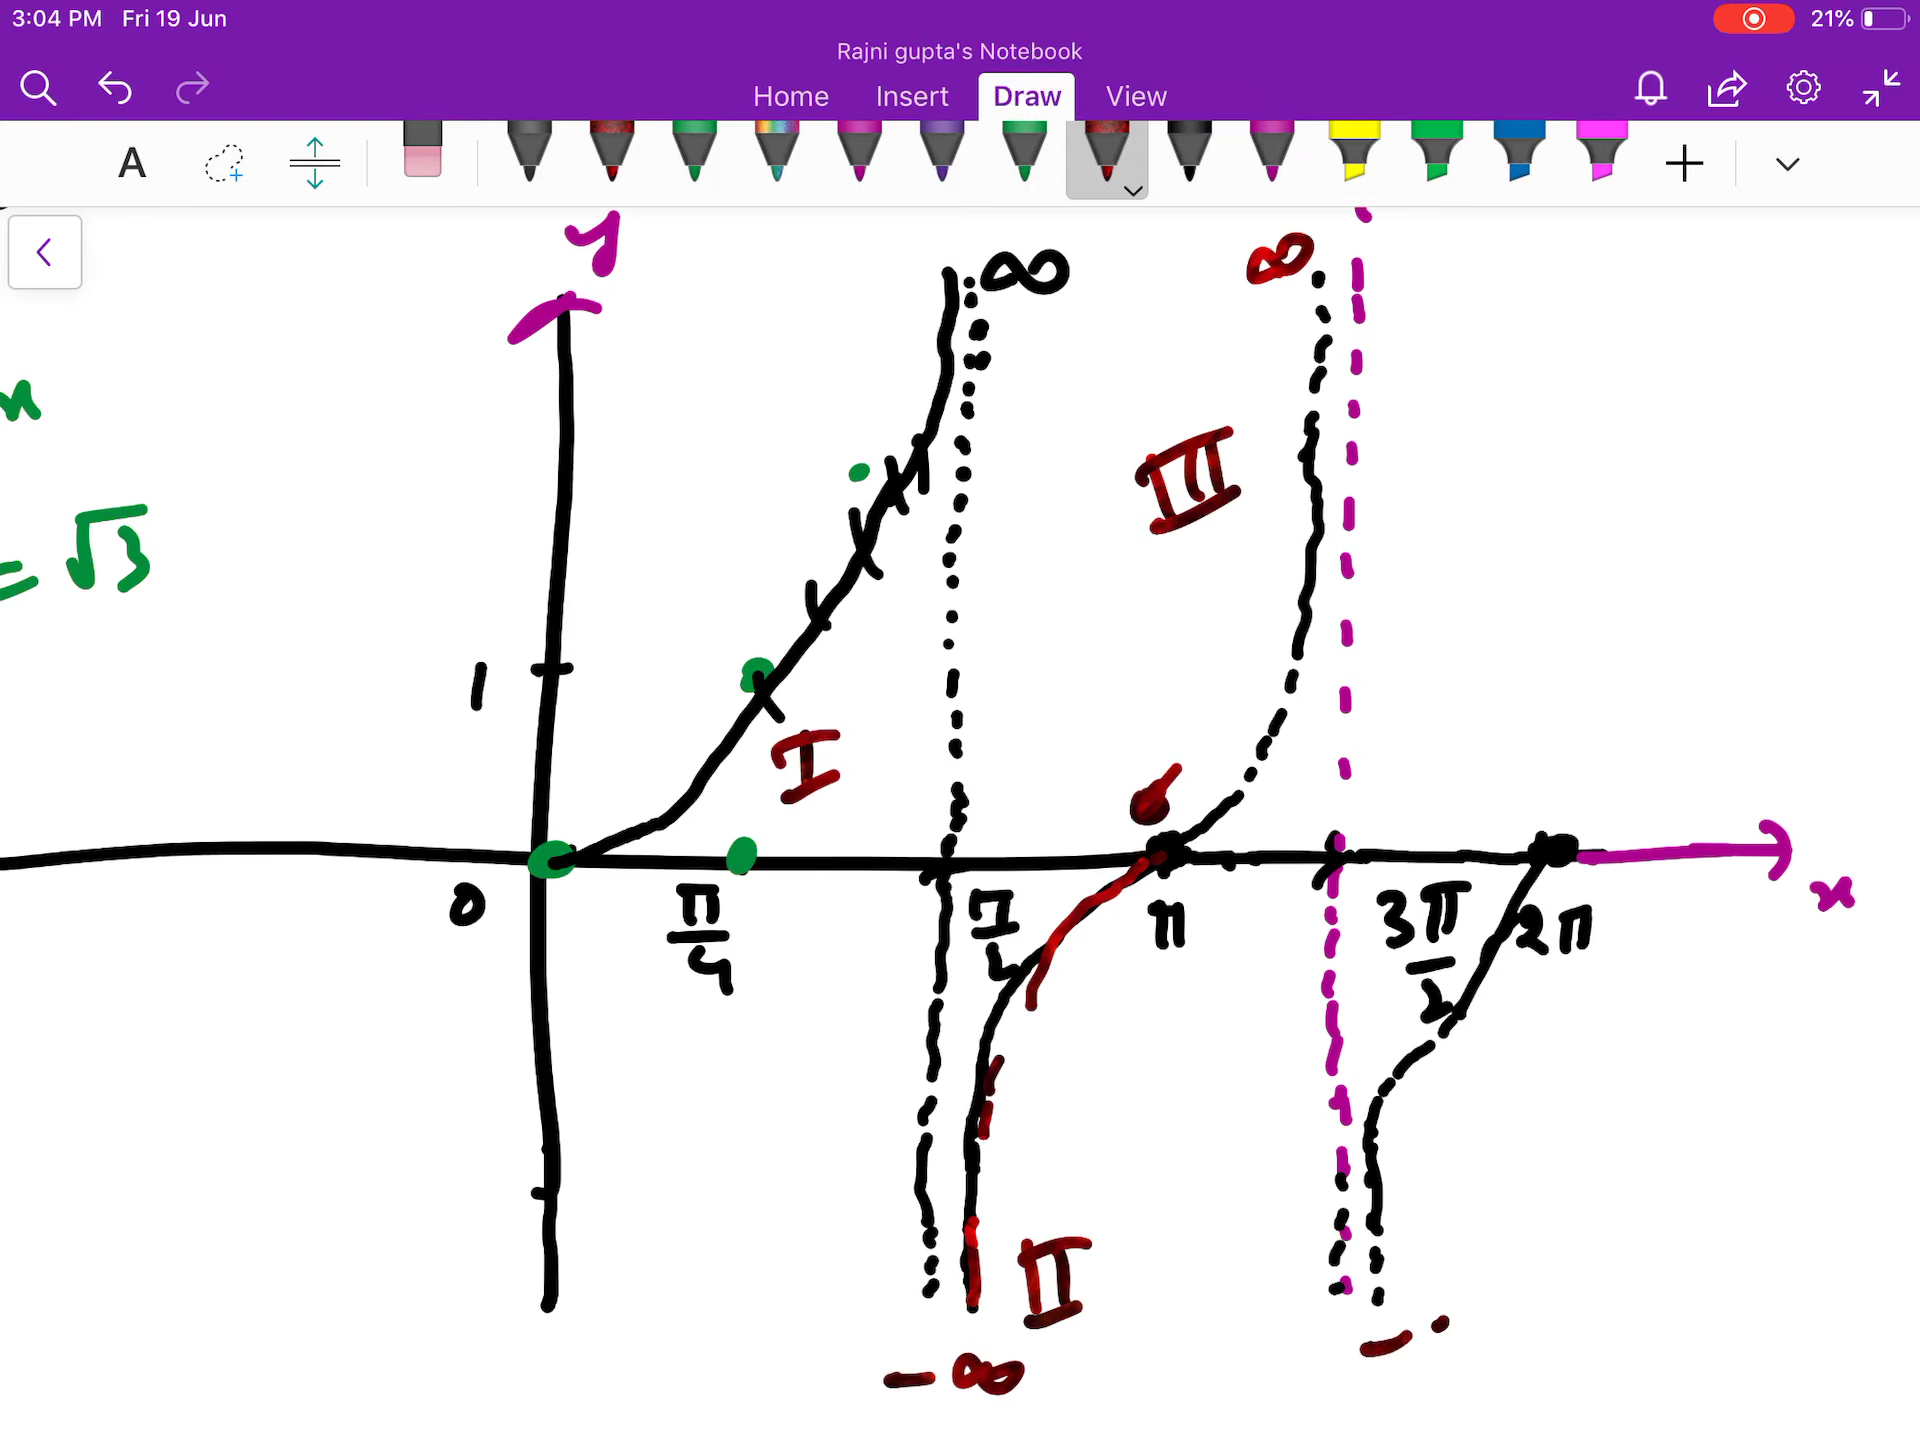 3:04 PM Fri 19 Jun
21%
Rajni gupta's Notebook
Home Insert Draw View
A
y
∞
∞
x
III
= √3
1
I
0
π/4
π/2
π
3π/2
2π
x
II
-∞